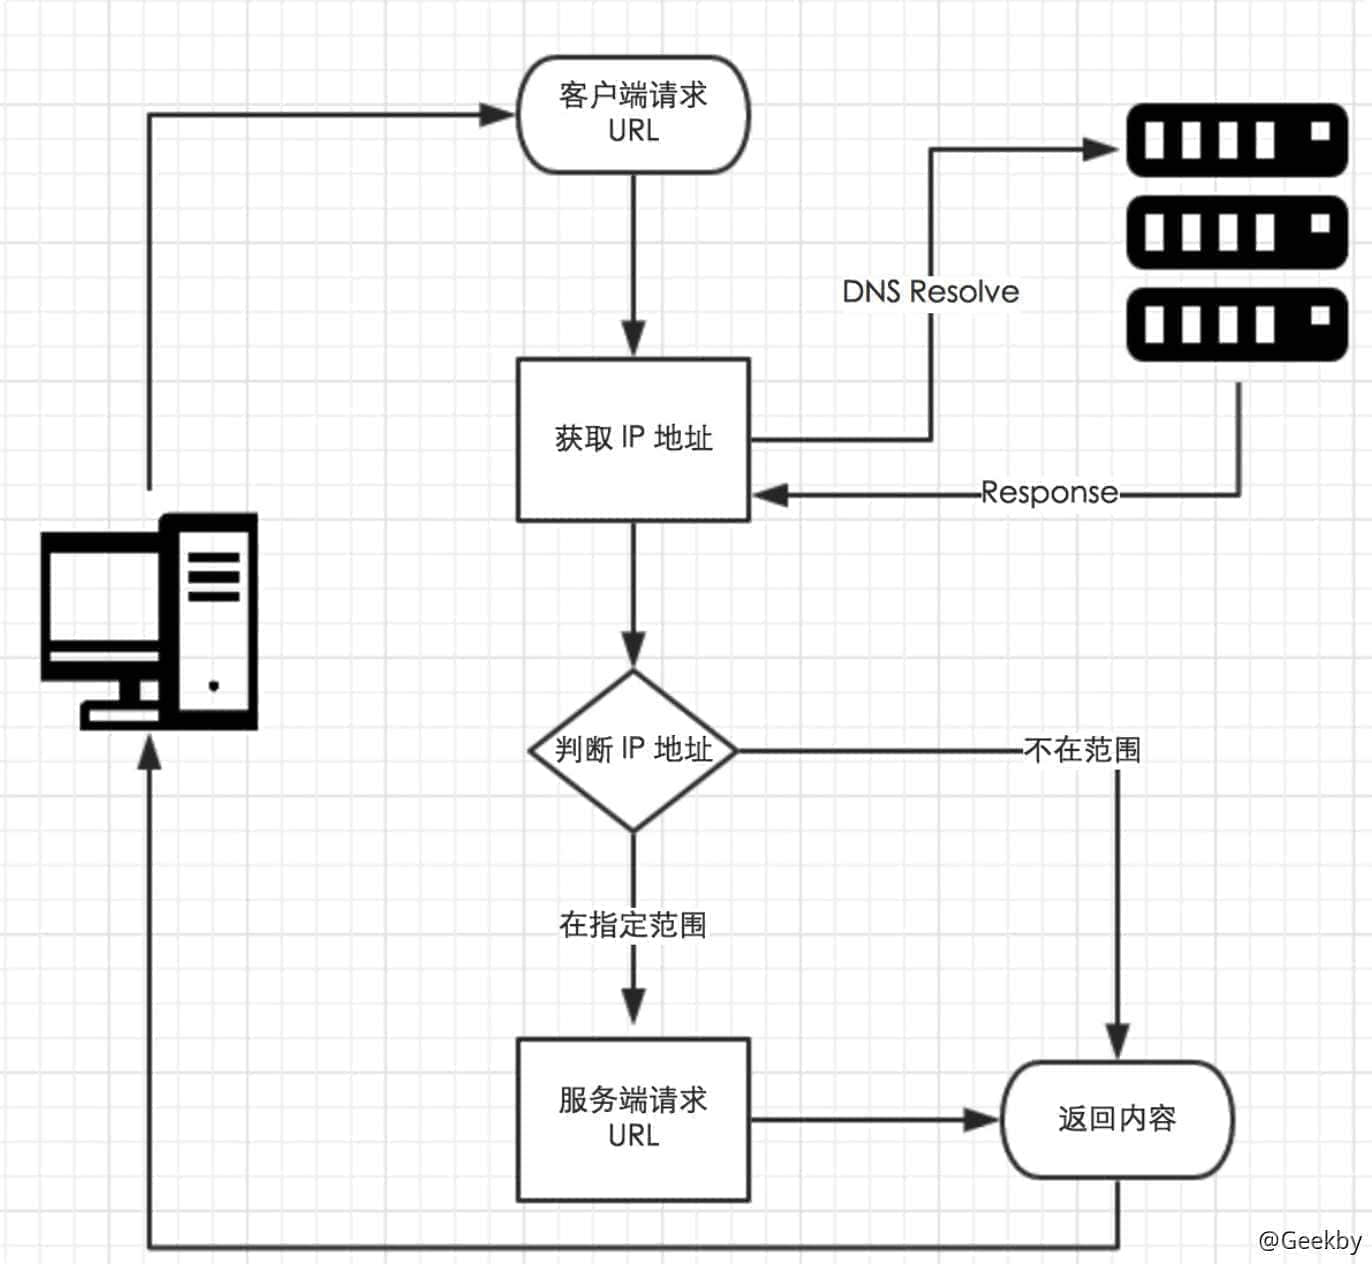 客户端请求
URL
DNS Resolve
获取 IP 地址
Response
判断 IP 地址
不在范围
在指定范围
服务端请求
URL
返回内容
@Geekby